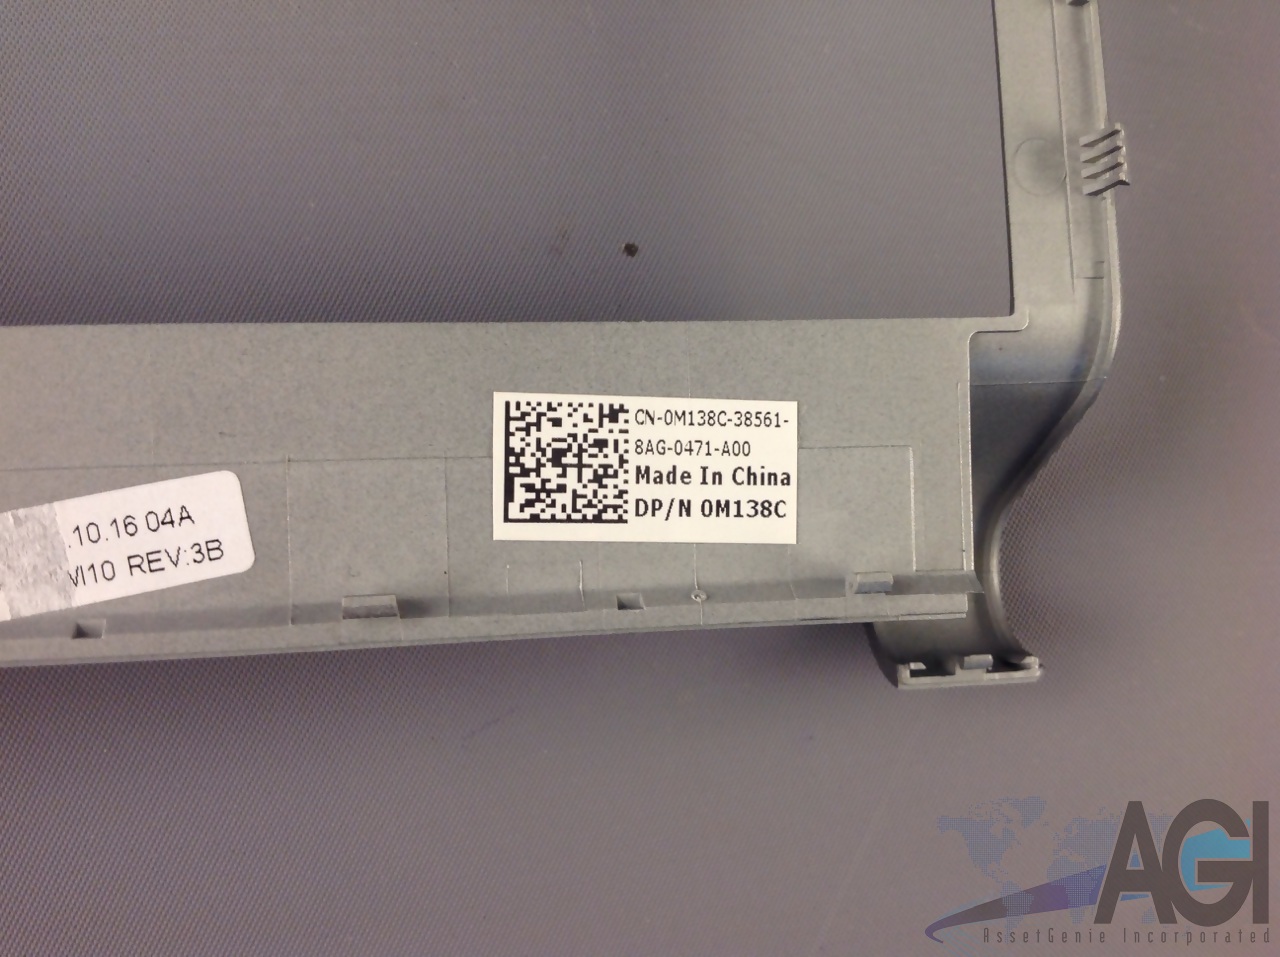 CN-0M138C-38561-
8AG-0471-A00
Made In China
DP/N 0M138C
.10.16 04A
REV:3B
AGI
AssetGenie Incorporated